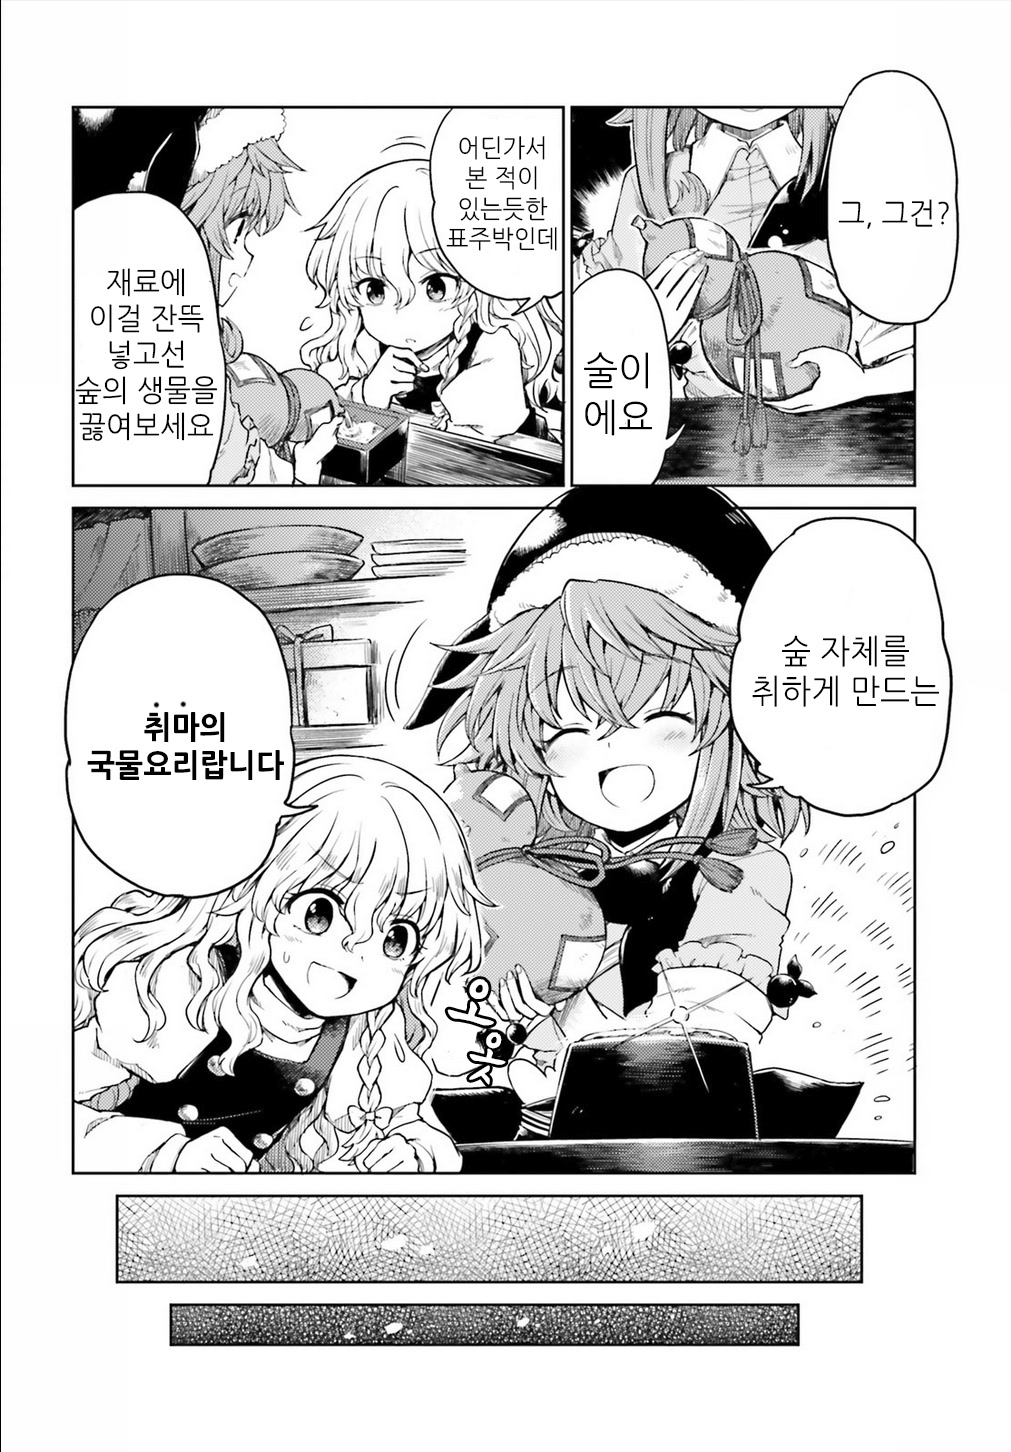 그, 그건?
술이
에요
어딘가서
본 적이
있는듯한
표주박인데
재료에
이걸 잔뜩
넣고선
숲의 생물을
끓여보세요
숲 자체를
취하게 만드는
취마의
국물요리랍니다
오오